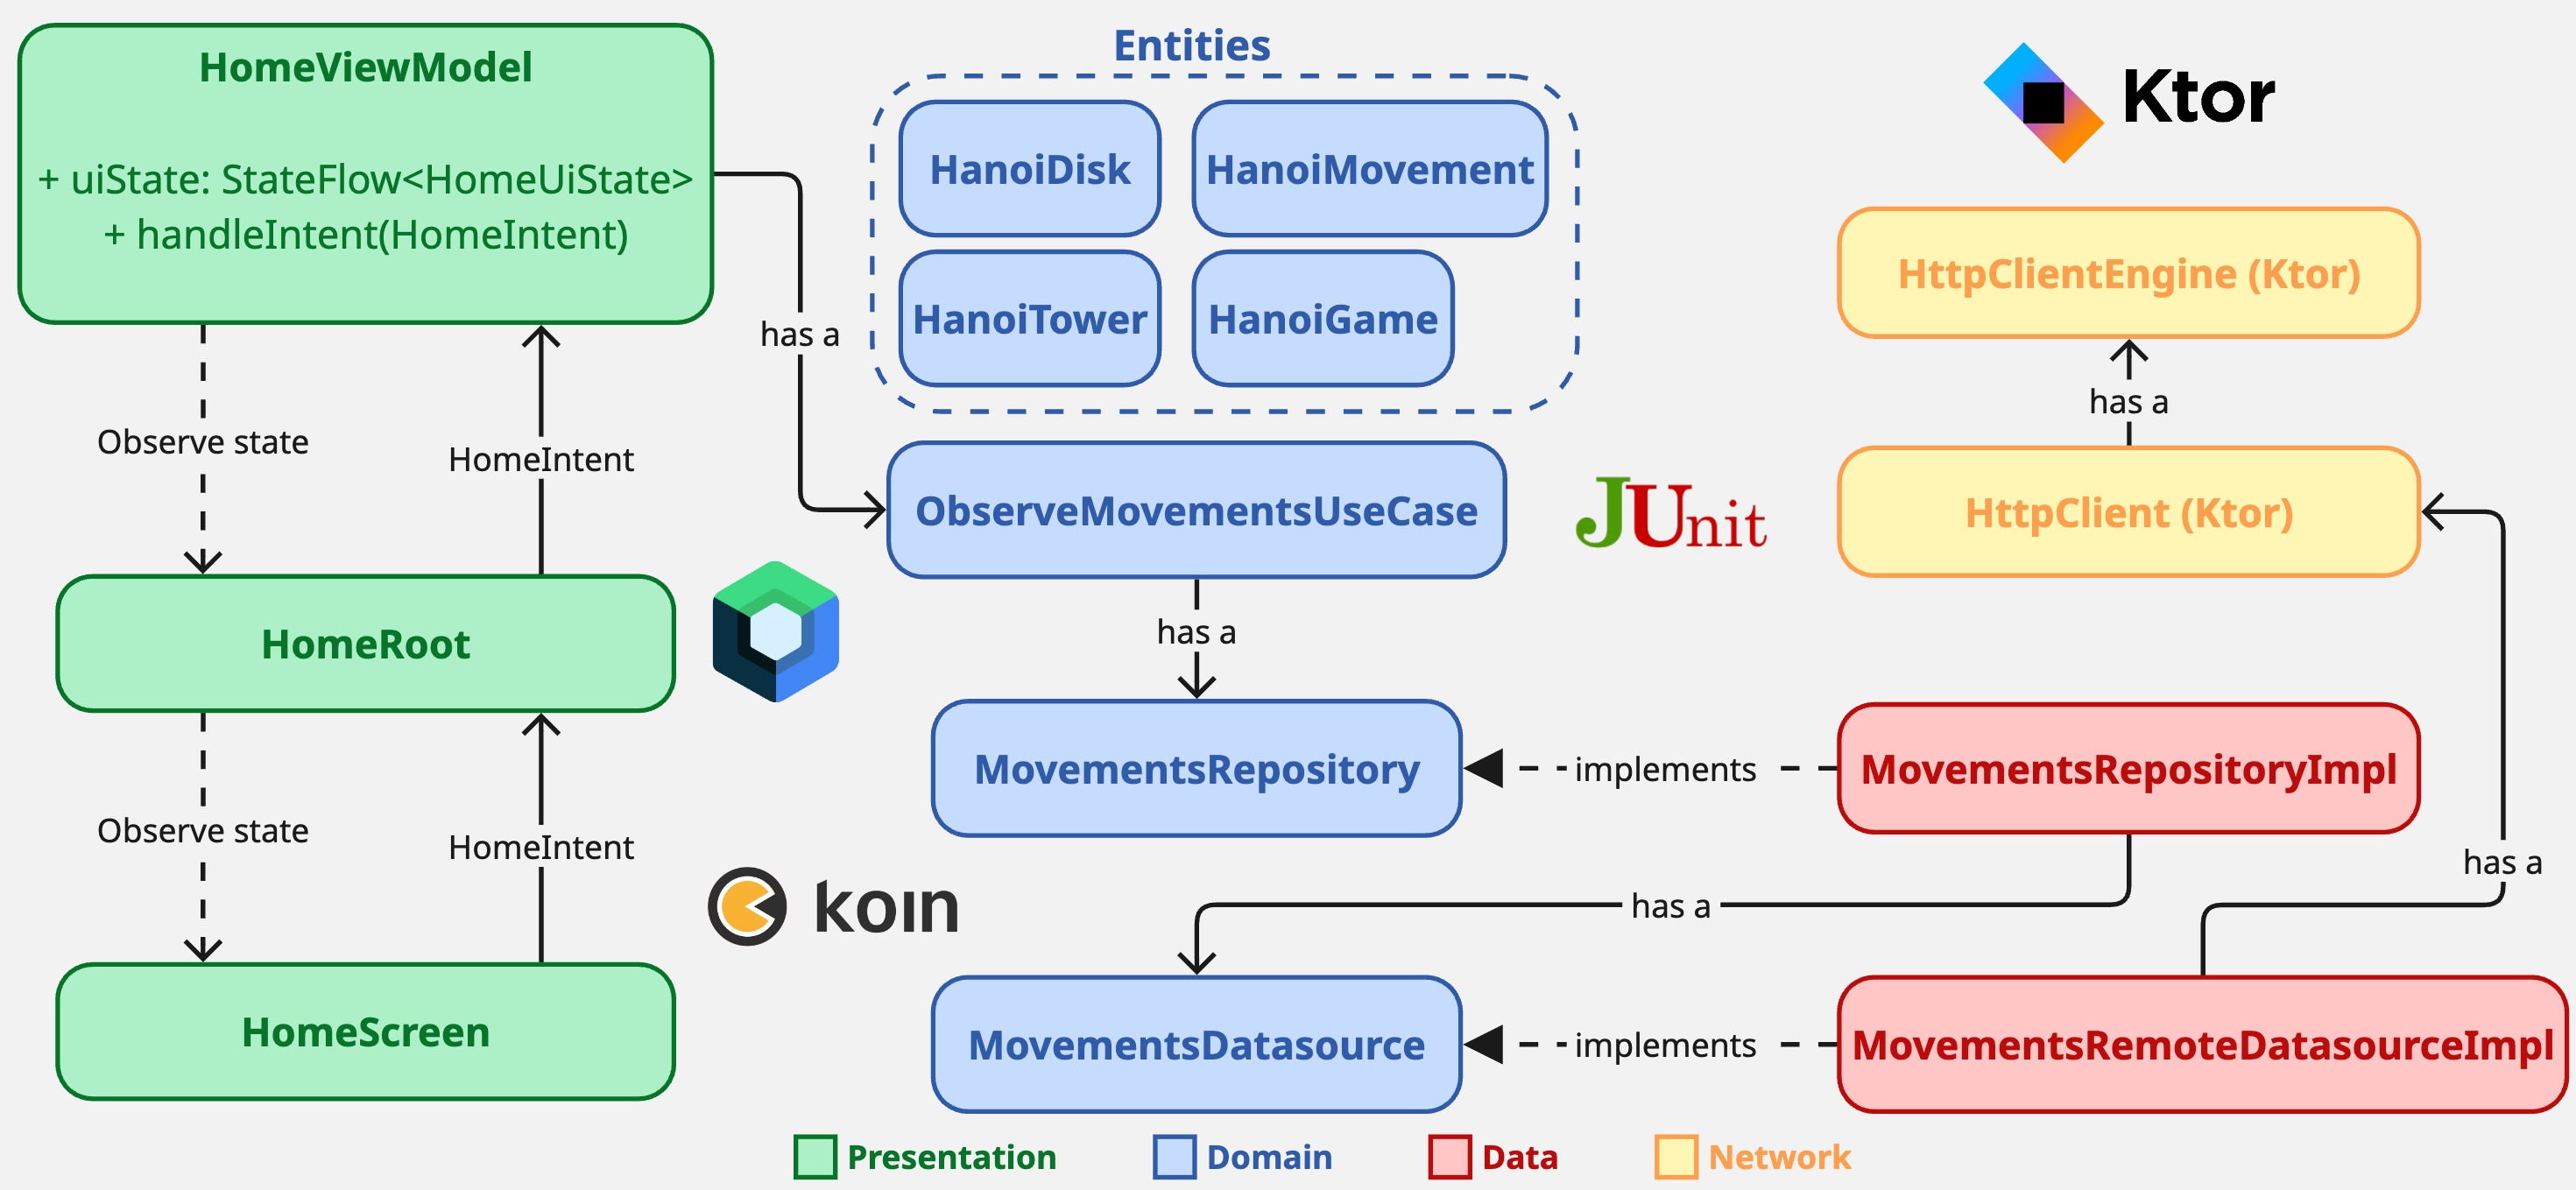 HomeViewModel
+ uiState: StateFlow<HomeUiState>
+ handleIntent(HomeIntent)
Observe state
HomeIntent
HomeRoot
Observe state
HomeIntent
HomeScreen
has a
Entities
HanoiDisk
HanoiMovement
HanoiTower
HanoiGame
ObserveMovementsUseCase
has a
MovementsRepository
implements
MovementsRepositoryImpl
has a
MovementsDatasource
implements
MovementsRemoteDatasourceImpl
has a
Ktor
HttpClientEngine (Ktor)
has a
HttpClient (Ktor)
JUnit
koin
Presentation
Domain
Data
Network